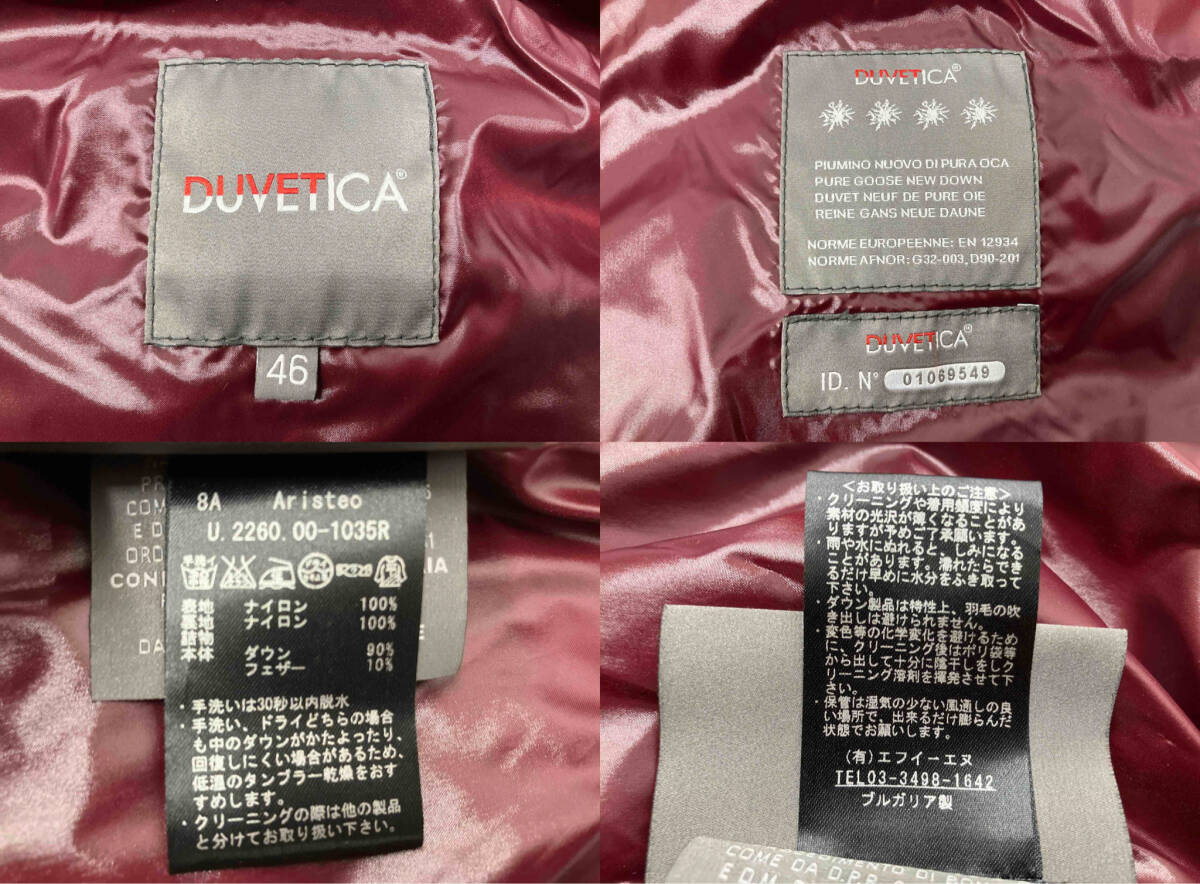 DUVETICA®
46
DUVETICA®
PIUMINO NUOVO DI PURA OCA
PURE GOOSE NEW DOWN
DUVET NEUF DE PURE OIE
REINE GANS NEUE DAUNE
NORME EUROPEENNE: EN 12934
NORME AFNOR: G32-003, D90-201
DUVETICA®
ID. N° 01069549
8A Aristeo
U. 2260. 00-1035R
手洗イ
表地 ナイロン 100%
裏地 ナイロン 100%
詰物
本体 ダウン 90%
フェザー 10%
・手洗いは30秒以内脱水
・手洗い、ドライどちらの場合
も中のダウンがかたよったり、
回復しにくい場合があるため、
低温のタンブラー乾燥をおす
すめします。
・クリーニングの際は他の製品
と分けてお取り扱い下さい。
COM
E D
ORD
CON
DA
<お取り扱い上のご注意>
・クリーニングや着用頻度により
素材の光沢が薄くなることがあ
りますが予めご了承願います。
・雨や水にぬれると、しみになる
ことがあります。濡れたらでき
るだけ早めに水分をふき取って
下さい。
・ダウン製品は特性上、羽毛の吹
き出しは避けられません。
・変色等の化学変化を避けるため
に、クリーニング後はポリ袋等
から出して十分に陰干しをしク
リーニング溶剤を揮発させて下
さい。
・保管は湿気の少ない風通しの良
い場所で、出来るだけ膨らんだ
状態でお願いします。
(有)エフイーエヌ
TEL03-3498-1642
ブルガリア製
COME DA D.P.R.
E D.M.